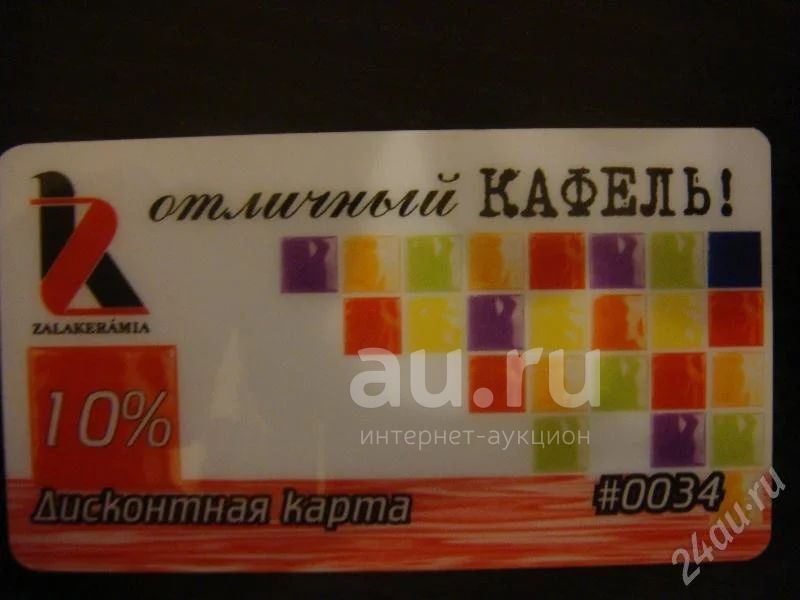 отличный КАФЕЛЬ!
ZALAKERÁMIA
10%
au.ru
интернет-аукцион
Дисконтная карта
#0034
24au.ru